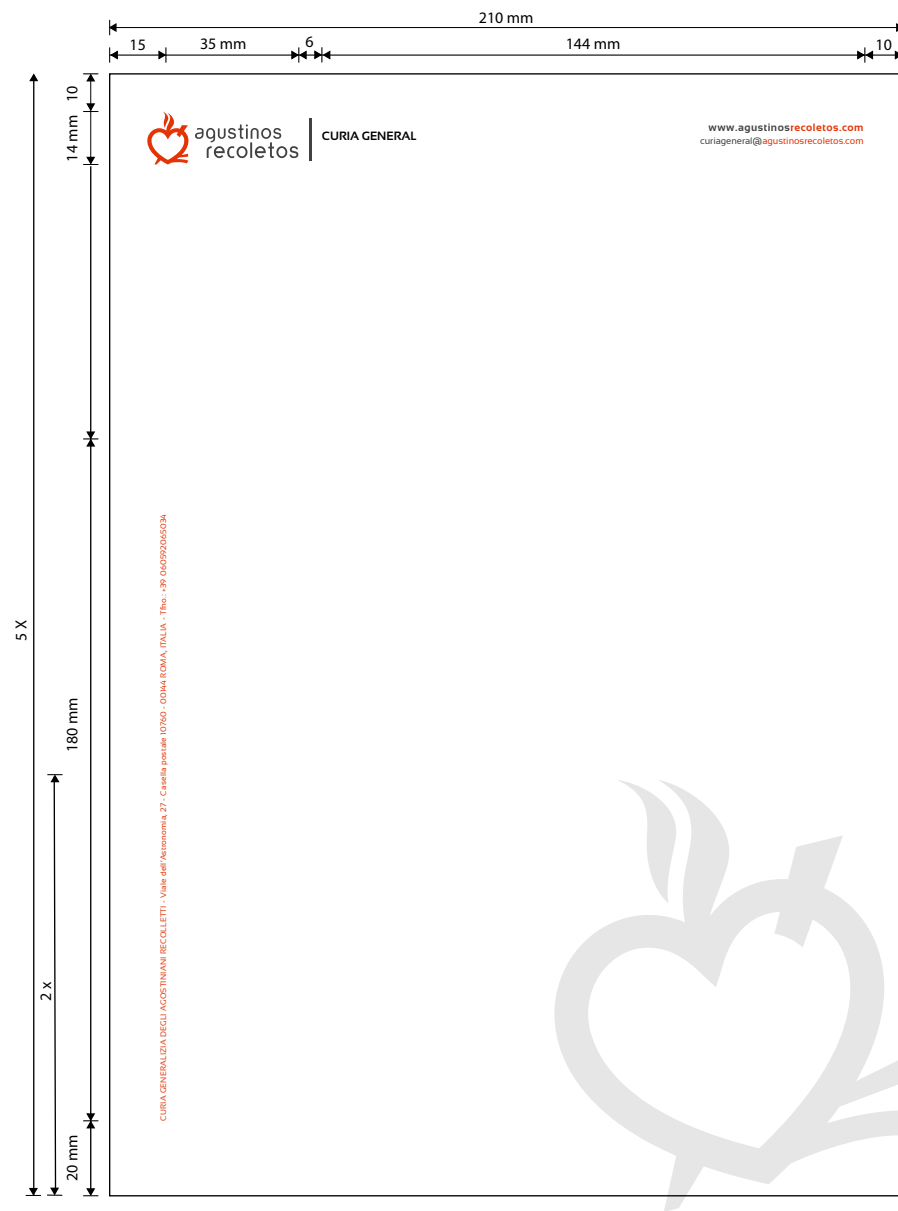 210 mm
15 35 mm 6 144 mm 10
10
14 mm
agustinos
recoletos
CURIA GENERAL
www.agustinosrecoletos.com
curiageneral@agustinosrecoletos.com
5 X
180 mm
2 x
20 mm
CURIA GENERALIZIA DEGLI AGOSTINIANI RECOLLETTI - Viale dell'Astronomia, 27 - Casella postale 10760 - 00144 ROMA, ITALIA - Tfno.: +39 060592065034